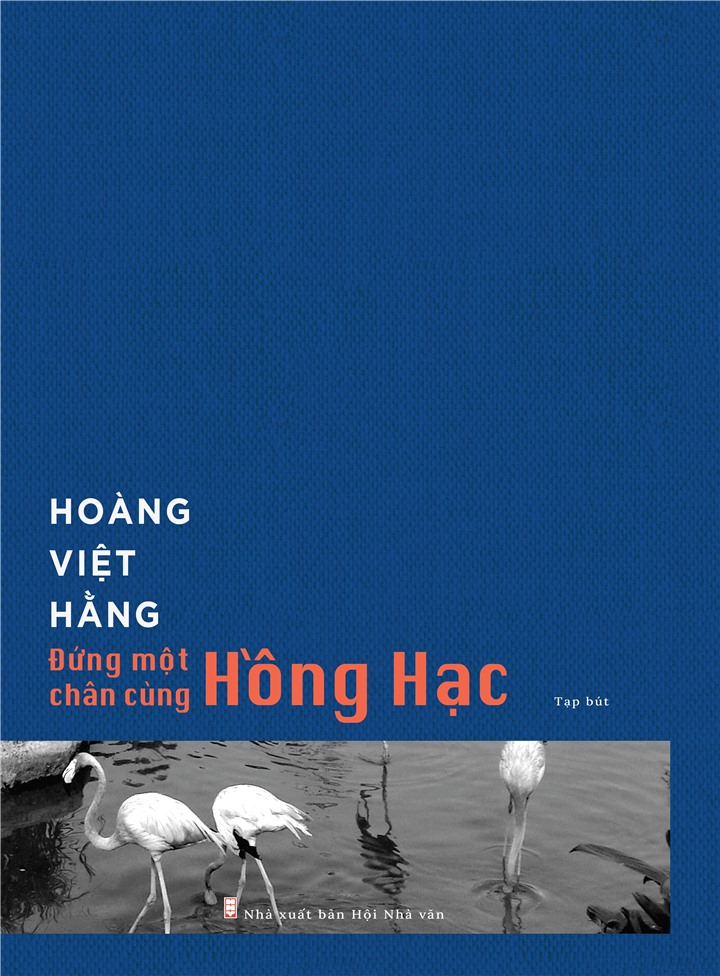 HOÀNG
VIỆT
HẰNG
Đứng một
chân cùng
Hồng Hạc
Tạp bút
Nhà xuất bản Hội Nhà văn